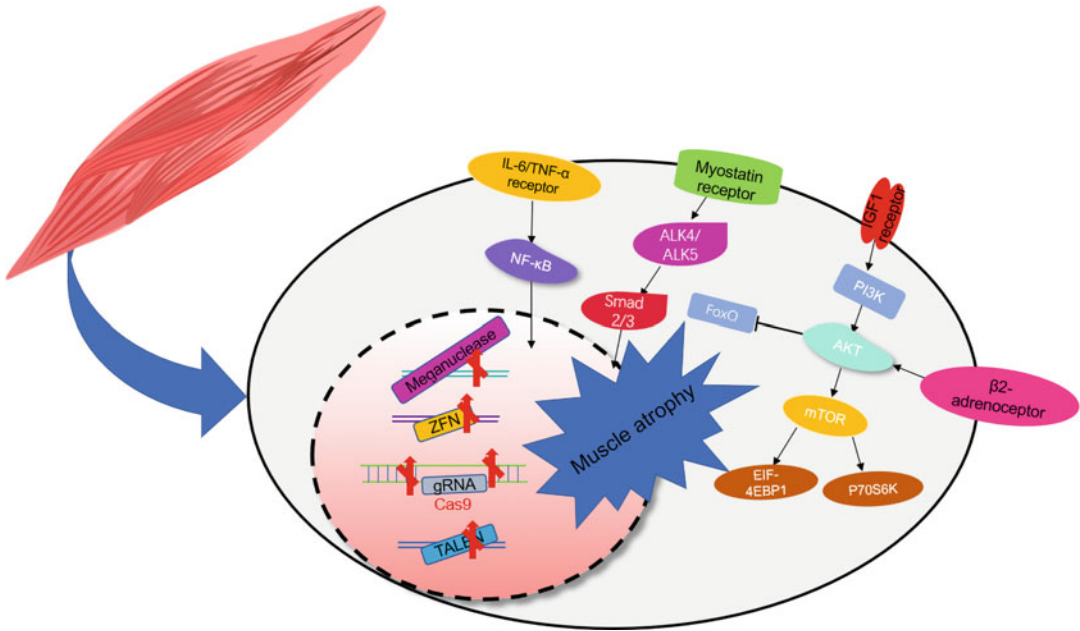 IL-6/TNF-α
receptor
Myostatin
receptor
IGF1
receptor
NF-κB
ALK4/
ALK5
Smad
2/3
FoxO
PI3K
AKT
β2-
adrenoceptor
mTOR
EIF-
4EBP1
P70S6K
Meganuclease
ZFN
gRNA
Cas9
TALEN
Muscle atrophy